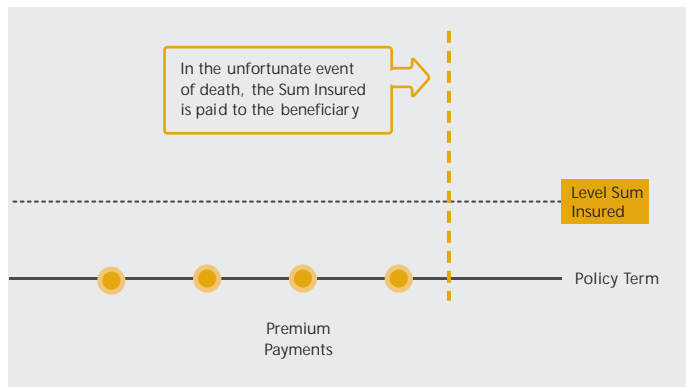 In the unfortunate event
of death, the Sum Insured
is paid to the beneficiary
Level Sum
Insured
Policy Term
Premium
Payments